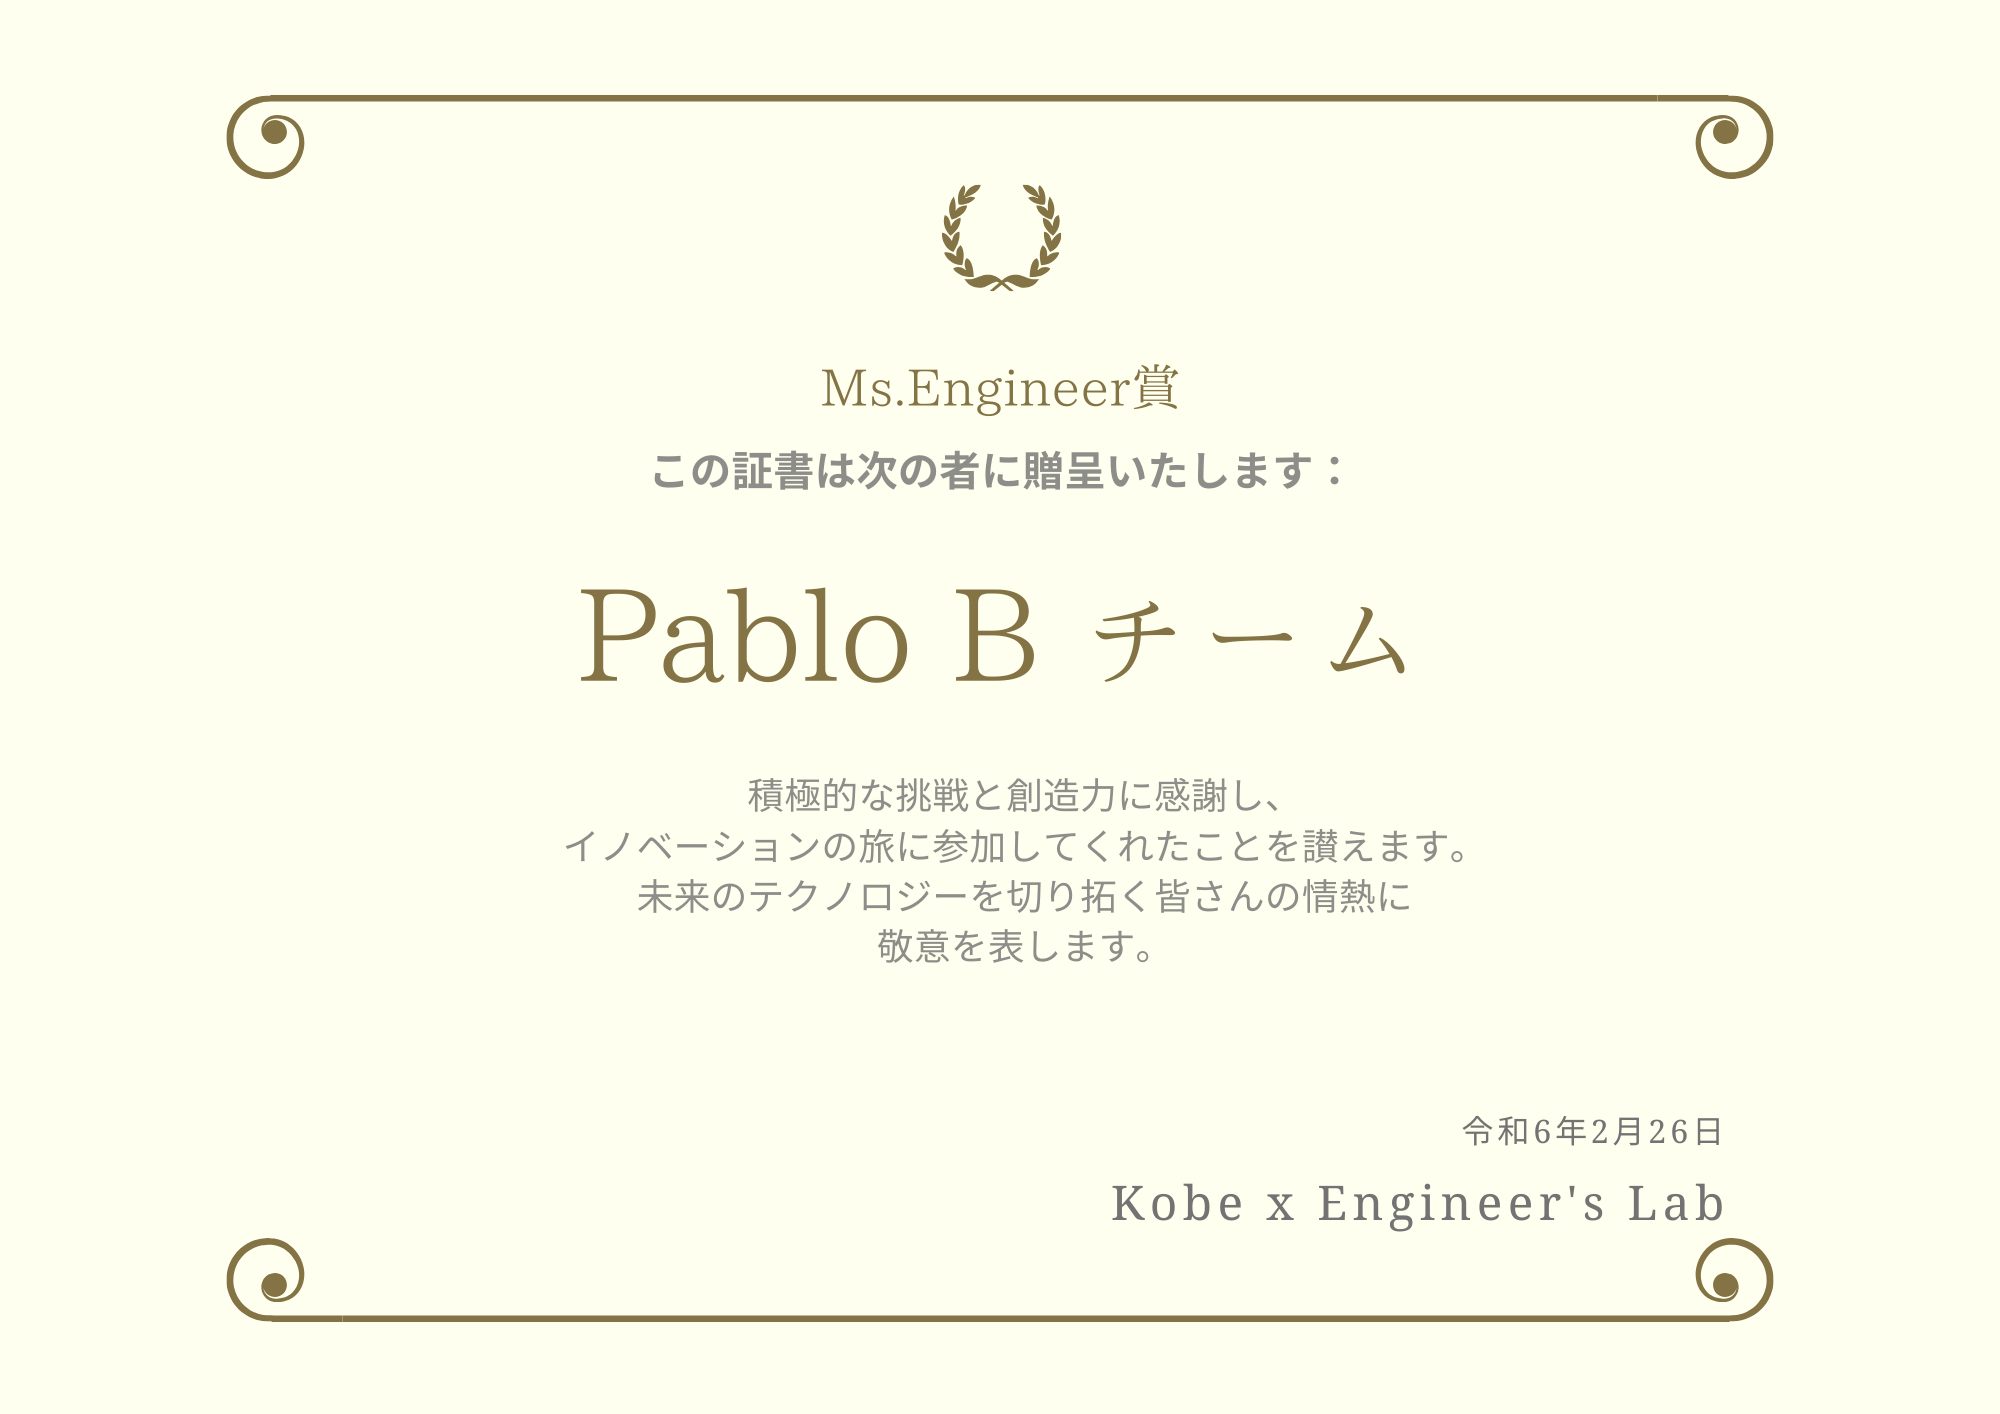 Ms.Engineer賞
この証書は次の者に贈呈いたします：
Pablo B チーム
積極的な挑戦と創造力に感謝し、
イノベーションの旅に参加してくれたことを讃えます。
未来のテクノロジーを切り拓く皆さんの情熱に
敬意を表します。
令和6年2月26日
Kobe x Engineer's Lab